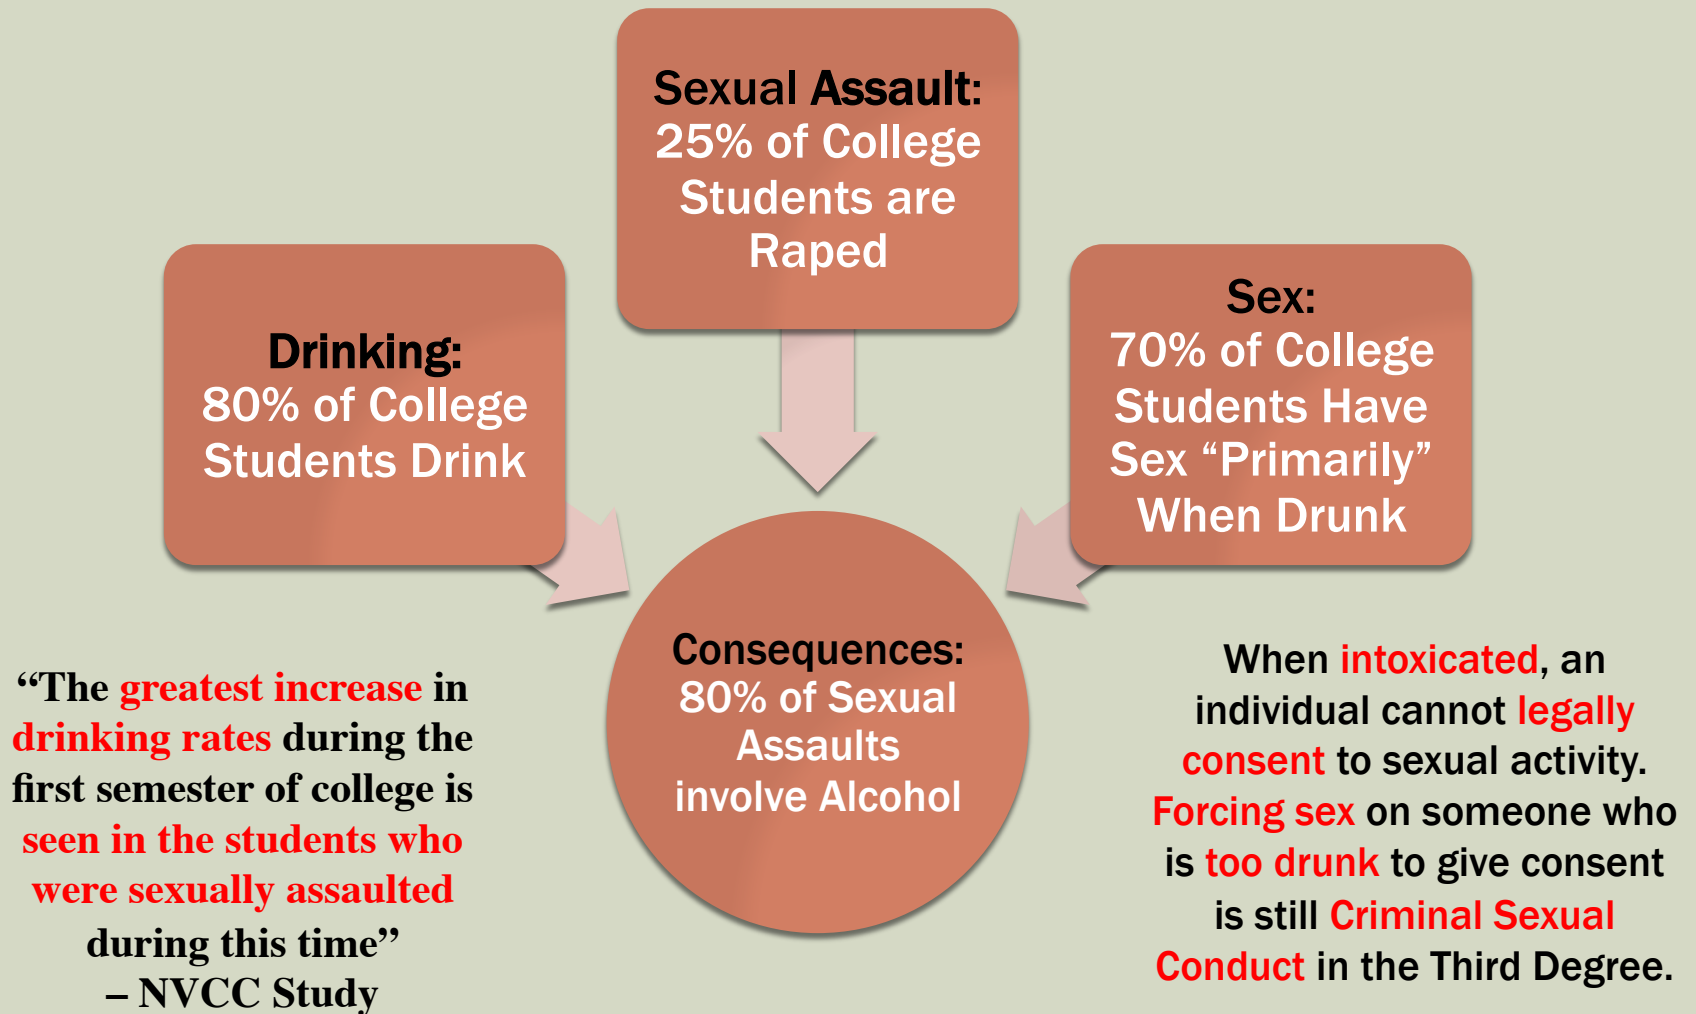 Sexual Assault:
25% of College
Students are
Raped
Drinking:
80% of College
Students Drink
Sex:
70% of College
Students Have
Sex “Primarily”
When Drunk
Consequences:
80% of Sexual
Assaults
involve Alcohol
“The greatest increase in
drinking rates during the
first semester of college is
seen in the students who
were sexually assaulted
during this time”
– NVCC Study
When intoxicated, an
individual cannot legally
consent to sexual activity.
Forcing sex on someone who
is too drunk to give consent
is still Criminal Sexual
Conduct in the Third Degree.